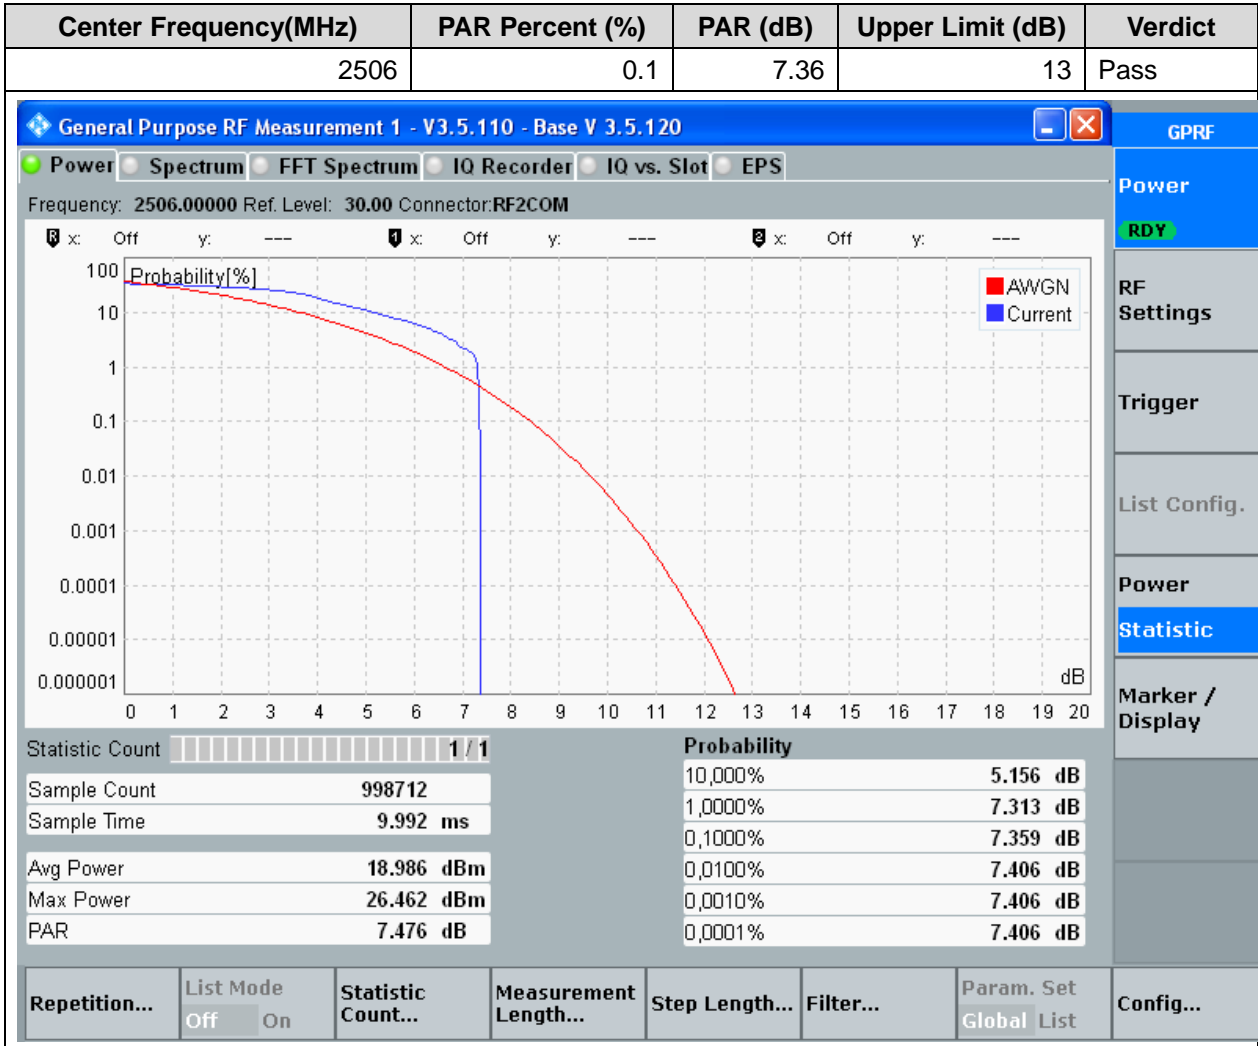 Center Frequency(MHz) PAR Percent (%) PAR (dB) Upper Limit (dB) Verdict
2506 0.1 7.36 13 Pass
General Purpose RF Measurement 1 - V3.5.110 - Base V 3.5.120
GPRF
Power Spectrum FFT Spectrum IQ Recorder IQ vs. Slot EPS
Frequency: 2506.00000 Ref. Level: 30.00 Connector:RF2COM
R x: Off y: --- 1 x: Off y: --- 2 x: Off y: ---
Probability[%]
AWGN
Current
100
10
1
0.1
0.01
0.001
0.0001
0.00001
0.000001
dB
0 1 2 3 4 5 6 7 8 9 10 11 12 13 14 15 16 17 18 19 20
Statistic Count 1 / 1
Sample Count 998712
Sample Time 9.992 ms
Avg Power 18.986 dBm
Max Power 26.462 dBm
PAR 7.476 dB
Probability
10,000% 5.156 dB
1,0000% 7.313 dB
0,1000% 7.359 dB
0,0100% 7.406 dB
0,0010% 7.406 dB
0,0001% 7.406 dB
Power
RDY
RF
Settings
Trigger
List Config.
Power
Statistic
Marker /
Display
Repetition...
List Mode
Off On
Statistic
Count...
Measurement
Length...
Step Length...
Filter...
Param. Set
Global List
Config...